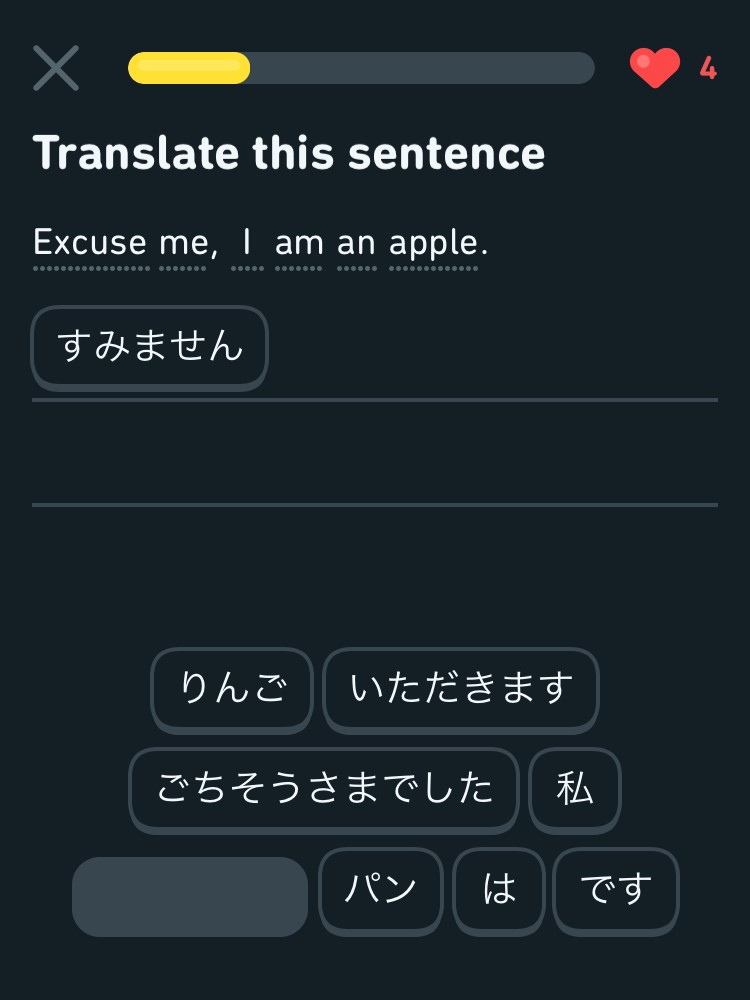 4
Translate this sentence
Excuse me, I am an apple.
すみません
りんご いただきます
ごちそうさまでした 私
パン は です